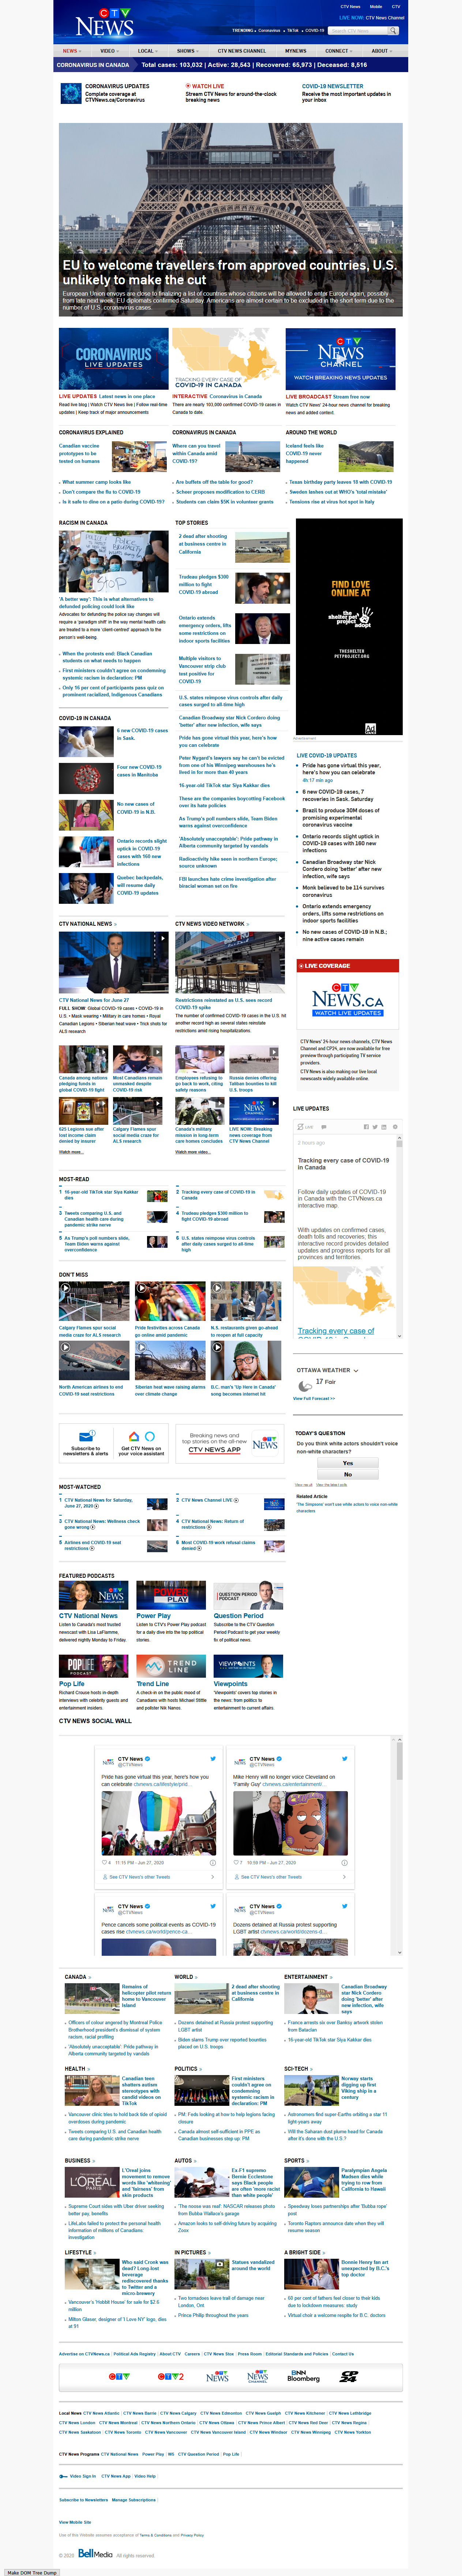 CTV News
Mobile
CTV
CTV NEWS
LIVE NOW: CTV News Channel
TRENDING
Coronavirus
TikTok
COVID-19
Search CTV News
NEWS
VIDEO
LOCAL
SHOWS
CTV NEWS CHANNEL
MYNEWS
CONNECT
ABOUT
CORONAVIRUS IN CANADA
Total cases: 103,032 | Active: 28,543 | Recovered: 65,973 | Deceased: 8,516
CORONAVIRUS UPDATES
Complete coverage at
CTVNews.ca/Coronavirus
WATCH LIVE
Stream CTV News for around-the-clock
breaking news
COVID-19 NEWSLETTER
Receive the most important updates in
your inbox
EU to welcome travellers from approved countries, U.S.
unlikely to make the cut
European Union envoys are close to finalizing a list of countries whose citizens will be allowed to enter Europe again, possibly
from late next week, EU diplomats confirmed Saturday. Americans are almost certain to be excluded in the short term due to the
number of U.S. coronavirus cases.
CORONAVIRUS
LIVE UPDATES
TRACKING EVERY CASE OF
COVID-19 IN CANADA
CTV
NEWS
CHANNEL
WATCH BREAKING NEWS UPDATES
LIVE UPDATES Latest news in one place
Read live blog | Watch CTV News live | Follow real-time
updates | Keep track of major announcements
INTERACTIVE Coronavirus in Canada
There are nearly 103,000 confirmed COVID-19 cases in
Canada to date.
LIVE BROADCAST Stream free now
Watch CTV News' 24-hour news channel for breaking
news and added context.
CORONAVIRUS EXPLAINED
Canadian vaccine
prototypes to be
tested on humans
What summer camp looks like
Don't compare the flu to COVID-19
Is it safe to dine on a patio during COVID-19?
CORONAVIRUS IN CANADA
Where can you travel
within Canada amid
COVID-19?
Are buffets off the table for good?
Scheer proposes modification to CERB
Students can claim $5K in volunteer grants
AROUND THE WORLD
Iceland feels like
COVID-19 never
happened
Texas birthday party leaves 18 with COVID-19
Sweden lashes out at WHO's 'total mistake'
Tensions rise at virus hot spot in Italy
RACISM IN CANADA
'A better way': This is what alternatives to
defunded policing could look like
Advocates for defunding the police say changes will
require a 'paradigm shift' in the way mental health calls
are treated to a more 'client-centred' approach to the
person's well-being
When the protests end: Black Canadian
students on what needs to happen
First ministers couldn't agree on condemning
systemic racism in declaration: PM
Only 16 per cent of participants pass quiz on
prominent racialized, Indigenous Canadians
TOP STORIES
2 dead after shooting
at business centre in
California
Trudeau pledges $300
million to fight
COVID-19 abroad
Ontario extends
emergency orders, lifts
some restrictions on
indoor sports facilities
Multiple visitors to
Vancouver strip club
test positive for
COVID-19
U.S. states reimpose virus controls after daily
cases surged to all-time high
Canadian Broadway star Nick Cordero doing
'better' after new infection, wife says
Pride has gone virtual this year, here's how
you can celebrate
Peter Nygard's lawyers say he can't be evicted
from one of his Winnipeg warehouses he's
lived in for more than 40 years
16-year-old TikTok star Siya Kakkar dies
These are the companies boycotting Facebook
over its hate policies
As Trump's poll numbers slide, Team Biden
warns against overconfidence
'Absolutely unacceptable': Pride pathway in
Alberta community targeted by vandals
Radioactivity hikes seen in northern Europe;
source unknown
FBI launches hate crime investigation after
biracial woman set on fire
FIND LOVE
ONLINE AT
the shelter pet project
adopt
THESHELTER
PETPROJECT.ORG
COVID-19 IN CANADA
6 new COVID-19 cases
in Sask.
Four new COVID-19
cases in Manitoba
No new cases of
COVID-19 in N.B.
Ontario records slight
uptick in COVID-19
cases with 160 new
infections
Quebec backpedals,
will resume daily
COVID-19 updates
LIVE COVID-19 UPDATES
Pride has gone virtual this year,
here's how you can celebrate
4h 17 min ago
6 new COVID-19 cases, 7
recoveries in Sask. Saturday
Brazil to produce 30M doses of
promising experimental
coronavirus vaccine
Ontario records slight uptick in
COVID-19 cases with 160 new
infections
Canadian Broadway star Nick
Cordero doing 'better' after new
infection, wife says
Monk believed to be 114 survives
coronavirus
Ontario extends emergency
orders, lifts some restrictions on
indoor sports facilities
No new cases of COVID-19 in N.B.;
nine active cases remain
CTV NATIONAL NEWS
CTV National News for June 27
FULL SHOW: Global COVID-19 cases • COVID-19 in
U.S. • Mask wearing • Military in care homes • Royal
Canadian Legions • Siberian heat wave • Trick shots for
ALS research
Canada among nations
pledging funds in
global COVID-19 fight
Most Canadians remain
unmasked despite
COVID-19 risk
625 Legions sue after
lost income claim
denied by insurer
Calgary Flames spur
social media craze for
ALS research
Watch more...
CTV NEWS VIDEO NETWORK
Restrictions reinstated as U.S. sees record
COVID-19 spike
The number of confirmed COVID-19 cases in the U.S. hit
another record high as several states reinstate
restrictions amid rising hospitalizations.
Employees refusing to
go back to work, citing
safety reasons
Russia denies offering
Taliban bounties to kill
U.S. troops
Canada's military
mission in long term
care homes concludes
LIVE NOW: Breaking
news coverage from
CTV News Channel
Watch more video...
LIVE COVERAGE
CTV
NEWS.CA
WATCH LIVE UPDATES
CTV News' 24-hour news channels, CTV News
Channel and CP24, are now available for free
preview through participating TV service
providers.
CTV News is also making our live local
newscasts widely available online.
LIVE UPDATES
2 hours ago
Tracking every case of COVID-19
in Canada
Follow daily updates of COVID-19
in Canada with the CTVNews.ca
interactive map.
With updates on confirmed cases,
death tolls and recoveries, this
interactive record provides detailed
updates and progress reports for all
provinces and territories.
Tracking every case of
MOST-READ
1 16-year-old TikTok star Siya Kakkar
dies
2 Tracking every case of COVID-19 in
Canada
3 Tweets comparing U.S. and
Canadian health care during
pandemic strike nerve
4 Trudeau pledges $300 million to
fight COVID-19 abroad
5 As Trump's poll numbers slide,
Team Biden warns against
overconfidence
6 U.S. states reimpose virus controls
after daily cases surged to all-time
high
DON'T MISS
Calgary Flames spur social
media craze for ALS research
Pride festivities across Canada
go online amid pandemic
N.S. restaurants given go-ahead
to reopen at full capacity
North American airlines to end
COVID-19 seat restrictions
Siberian heat wave raising alarms
over climate change
B.C. man's 'Up Here in Canada'
song becomes internet hit
OTTAWA WEATHER
17 Fair
View Full Forecast >>
Subscribe to
newsletters & alerts
Get CTV News on
your voice assistant
Breaking news and
top stories on the all-new
CTV NEWS APP
TODAY'S QUESTION
Do you think white actors shouldn't voice
non-white characters?
Yes
No
Related Article
'The Simpsons' won't use white actors to voice non-white
characters
MOST-WATCHED
1 CTV National News for Saturday,
June 27, 2020
2 CTV News Channel LIVE
3 CTV National News: Wellness check
gone wrong
4 CTV National News: Return of
restrictions
5 Airlines end COVID-19 seat
restrictions
6 Most COVID-19 work refusal claims
denied
FEATURED PODCASTS
CTV National News
Listen to Canada's most trusted
newscast with Lisa LaFlamme,
delivered nightly Monday to Friday.
POWER PLAY
Power Play
Listen to CTV's Power Play podcast
for a daily dive into the top political
stories.
QUESTION PERIOD
PODCAST
Question Period
Subscribe to the CTV Question
Period Podcast to get your weekly
fix of political news.
POPLIFE
PODCAST
Pop Life
Richard Crouse hosts in-depth
interviews with celebrity guests and
entertainment insiders.
TREND
LINE
Trend Line
A check-in on the public mood of
Canadians with hosts Michael Stittle
and pollster Nik Nanos.
VIEWPOINTS
Viewpoints
'Viewpoints' covers top stories in
the news: from politics to
entertainment to current affairs.
CTV NEWS SOCIAL WALL
CTV News
@CTVNews
Pride has gone virtual this year, here's how you
can celebrate ctvnews.ca/lifestyle/prid...
4 11:15 PM - Jun 27, 2020
See CTV News's other Tweets
CTV News
@CTVNews
Mike Henry will no longer voice Cleveland on
'Family Guy' ctvnews.ca/entertainment/...
7 10:58 PM - Jun 27, 2020
See CTV News's other Tweets
CTV News
@CTVNews
Pence cancels some political events as COVID-19
cases rise ctvnews.ca/world/pence-ca...
CTV News
@CTVNews
Dozens detained at Russia protest supporting
LGBT artist ctvnews.ca/world/dozens-d...
CANADA
Remains of
helicopter pilot return
home to Vancouver
Island
Officers of colour angered by Montreal Police
Brotherhood president's dismissal of system
racism, racial profiling
'Absolutely unacceptable': Pride pathway in
Alberta community targeted by vandals
WORLD
2 dead after shooting
at business centre in
California
Dozens detained at Russia protest supporting
LGBT artist
Biden slams Trump over reported bounties
placed on U.S. troops
ENTERTAINMENT
Canadian Broadway
star Nick Cordero
doing 'better' after
new infection, wife
says
France arrests six over Banksy artwork stolen
from Bataclan
16-year-old TikTok star Siya Kakkar dies
HEALTH
Canadian teen
shatters autism
stereotypes with
candid videos on
TikTok
Vancouver clinic tries to hold back tide of opioid
overdoses during pandemic
Tweets comparing U.S. and Canadian health
care during pandemic strike nerve
POLITICS
First ministers
couldn't agree on
condemning
systemic racism in
declaration: PM
PM: Feds looking at how to help legions facing
closure
Canada almost self-sufficient in PPE as
Canadian businesses step up: PM
SCI-TECH
Norway starts
digging up first
Viking ship in a
century
Astronomers find super-Earths orbiting a star 11
light-years away
Will the Saharan dust plume head for Canada
after it's done with the U.S.?
BUSINESS
L'ORÉAL
L'Oreal joins
movement to remove
words like 'whitening'
and 'fairness' from
skin products
Supreme Court sides with Uber driver seeking
better pay, benefits
LifeLabs failed to protect the personal health
information of millions of Canadians:
investigation
AUTOS
Ex-F1 supremo
Bernie Ecclestone
says Black people
are often 'more racist
than white people'
'The noose was real': NASCAR releases photo
from Bubba Wallace's garage
Amazon looks to self-driving future by acquiring
Zoox
SPORTS
Paralympian Angela
Madsen dies while
trying to row from
California to Hawaii
Speedway loses partnerships after 'Bubba rope'
post
Toronto Raptors announce date when they will
resume season
LIFESTYLE
Who said Cronk was
dead? Long lost
beverage
rediscovered thanks
to Twitter and a
micro brewery
Vancouver's 'Hobbit House' for sale for $2.6
million
Milton Glaser, designer of 'I Love NY' logo, dies
at 91
IN PICTURES
Statues vandalized
around the world
Two tornadoes leave trail of damage near
London, Ont.
Prince Phillip throughout the years
A BRIGHT SIDE
Bonnie Henry fan art
unexpected by B.C.'s
top doctor
60 per cent of fathers feel closer to their kids
due to lockdown measures: study
Virtual choir a welcome respite for B.C. doctors
Advertise on CTVNews.ca | Political Ads Registry | About CTV | Careers | CTV News Stox | Press Room | Editorial Standards and Policies | Contact Us
CTV
CTV2
CTV NEWS
CTV NEWS CHANNEL
BNN Bloomberg
CP24
Local News CTV News Atlantic | CTV News Barrie | CTV News Calgary | CTV News Edmonton | CTV News Guelph | CTV News Kitchener | CTV News Lethbridge
CTV News London | CTV News Montreal | CTV News Northern Ontario | CTV News Ottawa | CTV News Prince Albert | CTV News Red Deer | CTV News Regina
CTV News Saskatoon | CTV News Toronto | CTV News Vancouver | CTV News Vancouver Island | CTV News Windsor | CTV News Winnipeg | CTV News Yorkton
CTV News Programs CTV National News | Power Play | W5 | CTV Question Period | Pop Life
Video Sign In | CTV News App | Video Help
Subscribe to Newsletters | Manage Subscriptions
View Mobile Site
Use of this Website assumes acceptance of Terms & Conditions and Privacy Policy
© 2020 BellMedia All rights reserved
Make DOM Tree Dump